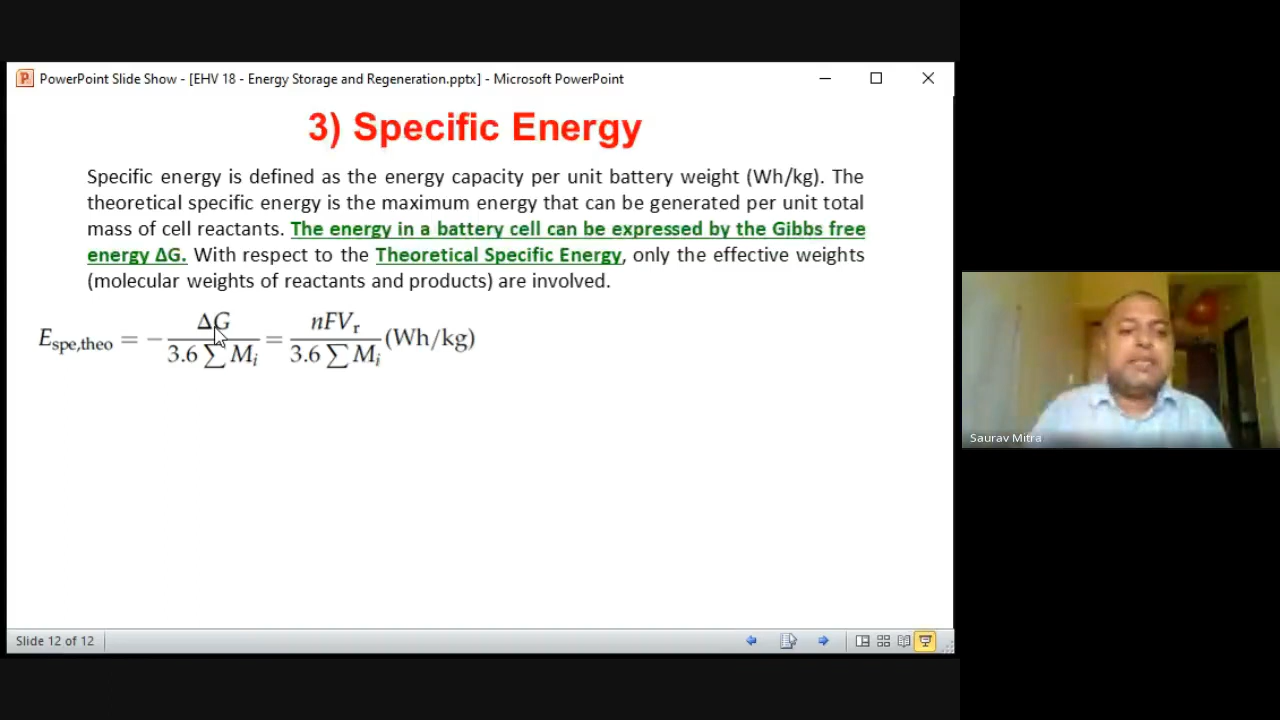 PowerPoint Slide Show - [EHV 18 - Energy Storage and Regeneration.pptx] - Microsoft PowerPoint
3) Specific Energy
Specific energy is defined as the energy capacity per unit battery weight (Wh/kg). The
theoretical specific energy is the maximum energy that can be generated per unit total
mass of cell reactants. The energy in a battery cell can be expressed by the Gibbs free
energy ΔG. With respect to the Theoretical Specific Energy, only the effective weights
(molecular weights of reactants and products) are involved.
E_spe,theo = − ΔG / 3.6 ∑ M_i = nFV_r / 3.6 ∑ M_i (Wh/kg)
Saurav Mitra
Slide 12 of 12